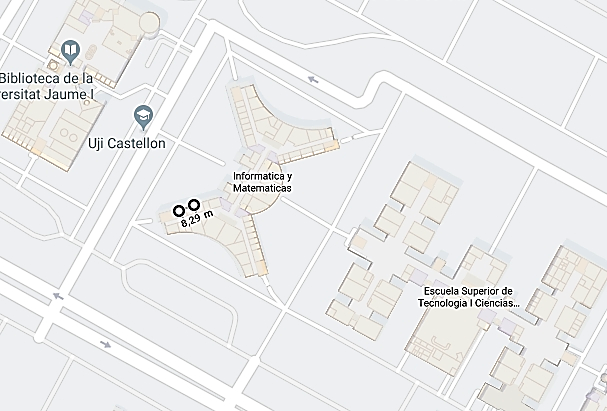 Biblioteca de la
ersitat Jaume I
Uji Castellon
Informatica y
Matematicas
8,29 m
Escuela Superior de
Tecnologia I Ciencias...